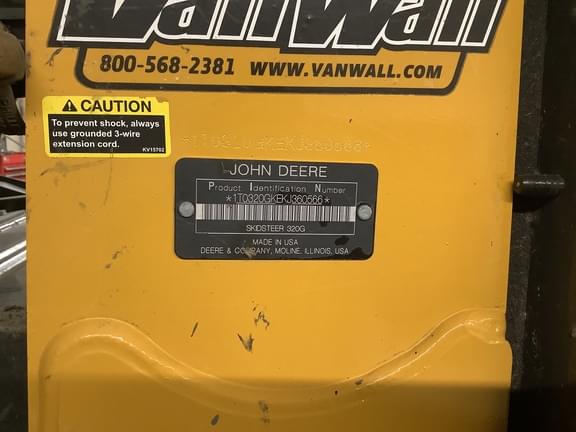 VanWall
800-568-2381 WWW.VANWALL.COM
CAUTION
To prevent shock, always
use grounded 3-wire
extension cord.
KV15702
*1T0320GKEKJ360566*
JOHN DEERE
Product Identification Number
*1T0320GKEKJ360566*
SKIDSTEER 320G
MADE IN USA
DEERE & COMPANY, MOLINE, ILLINOIS, USA